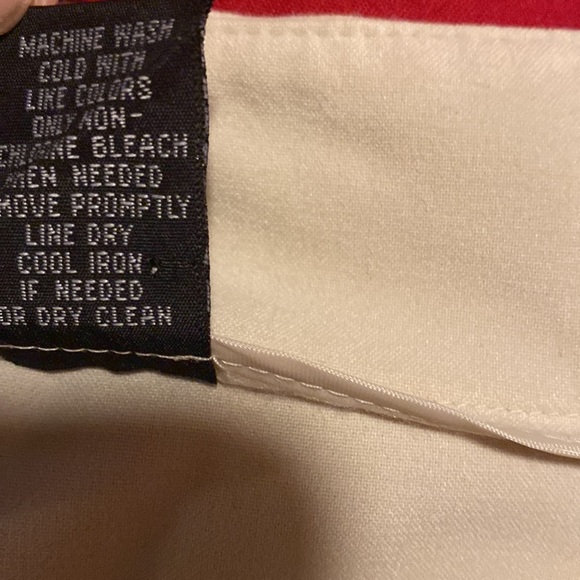 MACHINE WASH
COLD WITH
LIKE COLORS
ONLY NON-
CHLORINE BLEACH
WHEN NEEDED
REMOVE PROMPTLY
LINE DRY
COOL IRON
IF NEEDED
OR DRY CLEAN